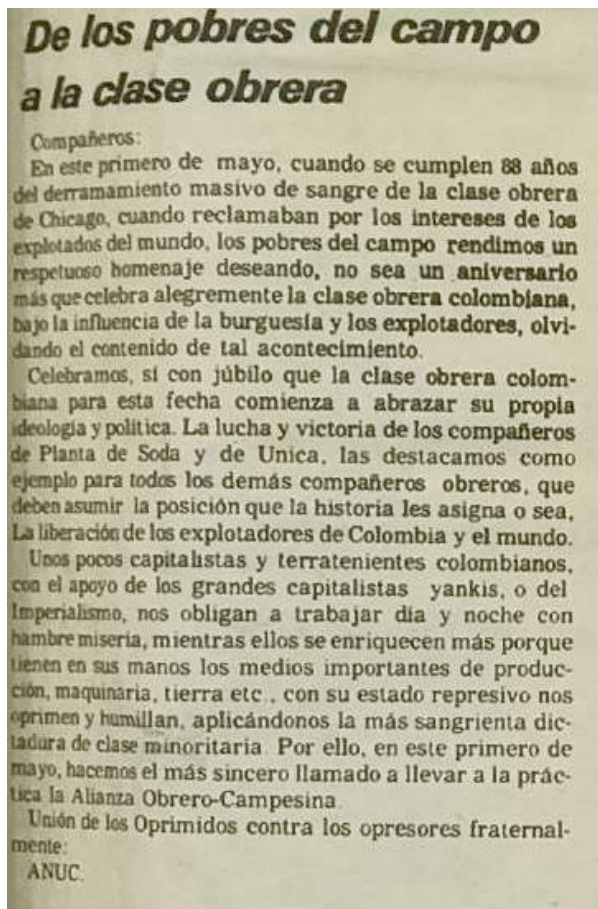 De los pobres del campo
a la clase obrera
Compañeros:
En este primero de mayo, cuando se cumplen 88 años
del derramamiento masivo de sangre de la clase obrera
de Chicago, cuando reclamaban por los intereses de los
explotados del mundo, los pobres del campo rendimos un
respetuoso homenaje deseando, no sea un aniversario
más que celebra alegremente la clase obrera colombiana,
bajo la influencia de la burguesía y los explotadores, olvi-
dando el contenido de tal acontecimiento.
Celebramos, sí con júbilo que la clase obrera colom-
biana para esta fecha comienza a abrazar su propia
ideología y política. La lucha y victoria de los compañeros
de Planta de Soda y de Unica, las destacamos como
ejemplo para todos los demás compañeros obreros, que
deben asumir la posición que la historia les asigna o sea,
La liberación de los explotadores de Colombia y el mundo.
Unos pocos capitalistas y terratenientes colombianos,
con el apoyo de los grandes capitalistas yankis, o del
Imperialismo, nos obligan a trabajar día y noche con
hambre miseria, mientras ellos se enriquecen más porque
tienen en sus manos los medios importantes de produc-
ción, maquinaria, tierra etc., con su estado represivo nos
oprimen y humillan, aplicándonos la más sangrienta dic-
tadura de clase minoritaria. Por ello, en este primero de
mayo, hacemos el más sincero llamado a llevar a la prác-
tica la Alianza Obrero-Campesina.
Unión de los Oprimidos contra los opresores fraternal-
mente:
ANUC.